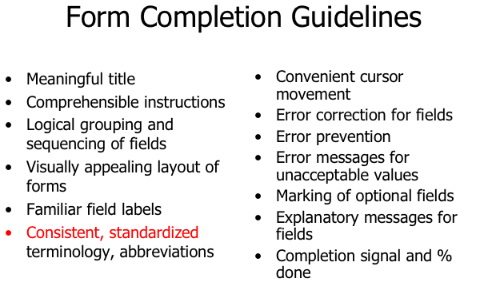 Form Completion Guidelines
• Meaningful title
• Comprehensible instructions
• Logical grouping and
sequencing of fields
• Visually appealing layout of
forms
• Familiar field labels
• Consistent, standardized
terminology, abbreviations
• Convenient cursor
movement
• Error correction for fields
• Error prevention
• Error messages for
unacceptable values
• Marking of optional fields
• Explanatory messages for
fields
• Completion signal and %
done